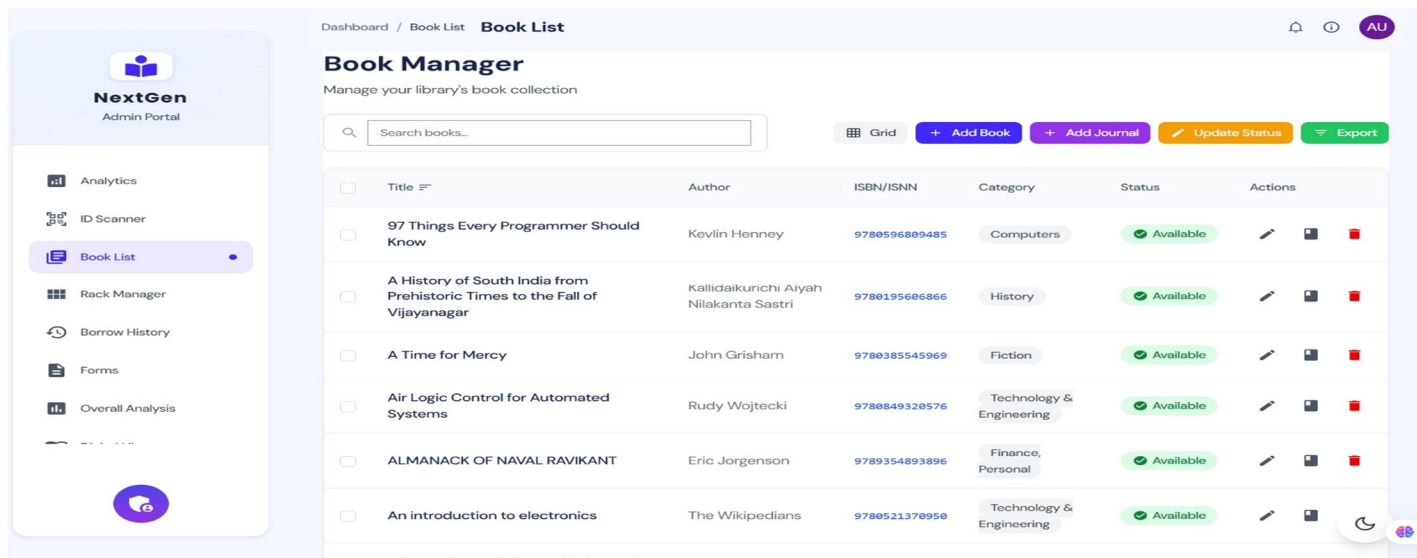 Dashboard / Book List Book List
AU
NextGen
Admin Portal
Analytics
ID Scanner
Book List
Rack Manager
Borrow History
Forms
Overall Analysis
Book Manager
Manage your library's book collection
Search books...
Grid + Add Book + Add Journal Update Status Export
Title Author ISBN/ISNN Category Status Actions
97 Things Every Programmer Should
Know
Kevlin Henney
9780596809485
Computers
Available
A History of South India from
Prehistoric Times to the Fall of
Vijayanagar
Kallidaikurichi Aiyah
Nilakanta Sastri
9780195606866
History
Available
A Time for Mercy
John Grisham
9780385545969
Fiction
Available
Air Logic Control for Automated
Systems
Rudy Wojtecki
9780849320576
Technology &
Engineering
Available
ALMANACK OF NAVAL RAVIKANT
Eric Jorgenson
9789354893896
Finance,
Personal
Available
An introduction to electronics
The Wikipedians
9780521370950
Technology &
Engineering
Available